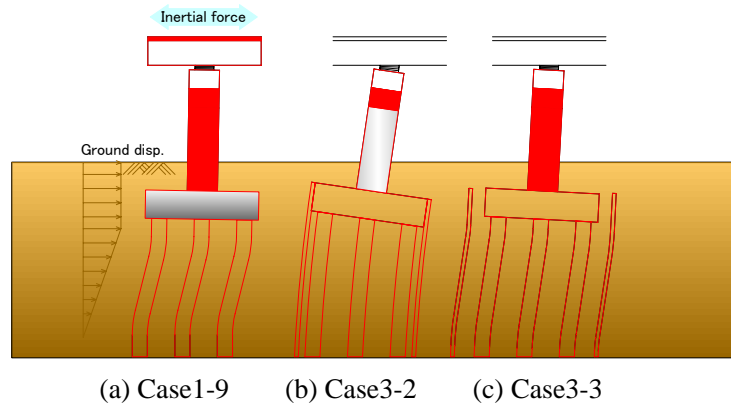 Inertial force
Ground disp.
(a) Case1-9 (b) Case3-2 (c) Case3-3